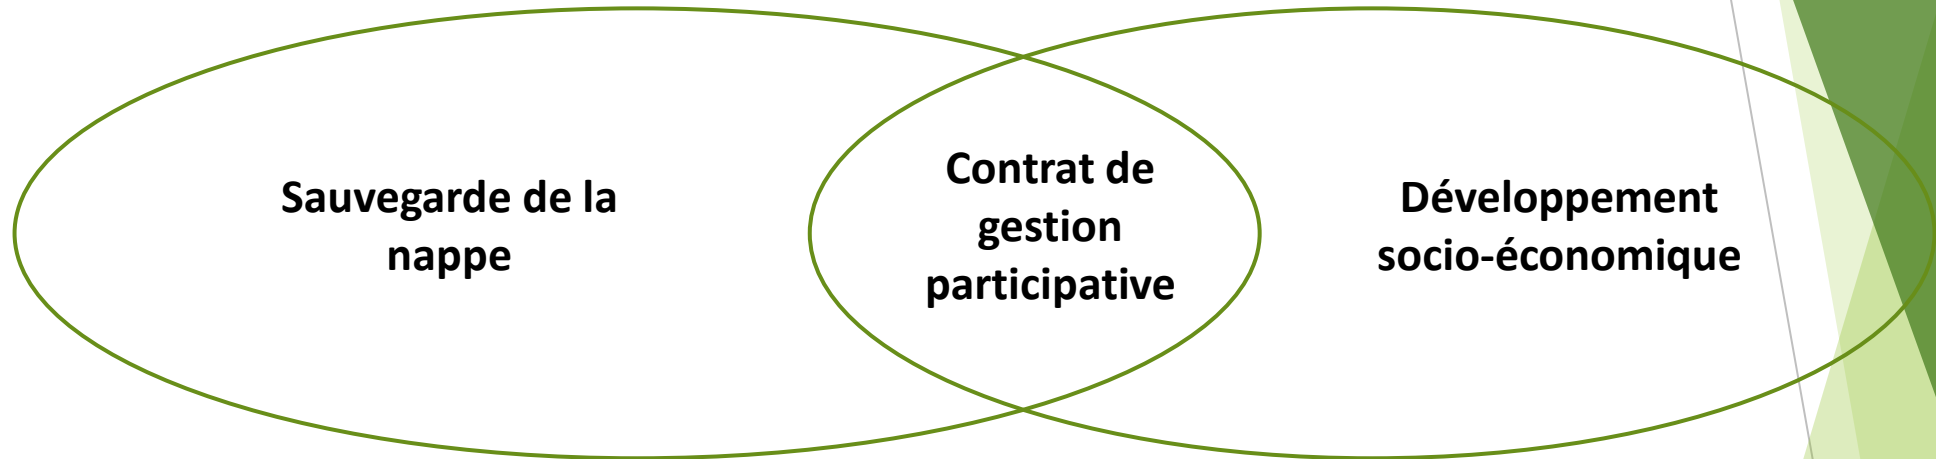 Sauvegarde de la
nappe
Contrat de
gestion
participative
Développement
socio-économique